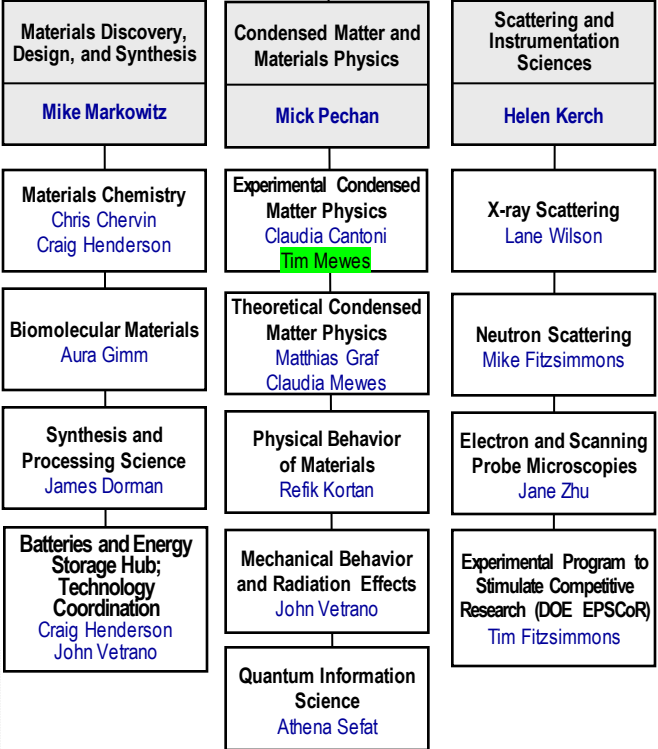 Materials Discovery,
Design, and Synthesis
Mike Markowitz
Materials Chemistry
Chris Chervin
Craig Henderson
Biomolecular Materials
Aura Gimm
Synthesis and
Processing Science
James Dorman
Batteries and Energy
Storage Hub;
Technology
Coordination
Craig Henderson
John Vetrano
Condensed Matter and
Materials Physics
Mick Pechan
Experimental Condensed
Matter Physics
Claudia Cantoni
Tim Mewes
Theoretical Condensed
Matter Physics
Matthias Graf
Claudia Mewes
Physical Behavior
of Materials
Refik Kortan
Mechanical Behavior
and Radiation Effects
John Vetrano
Quantum Information
Science
Athena Sefat
Scattering and
Instrumentation
Sciences
Helen Kerch
X-ray Scattering
Lane Wilson
Neutron Scattering
Mike Fitzsimmons
Electron and Scanning
Probe Microscopies
Jane Zhu
Experimental Program to
Stimulate Competitive
Research (DOE EPSCoR)
Tim Fitzsimmons